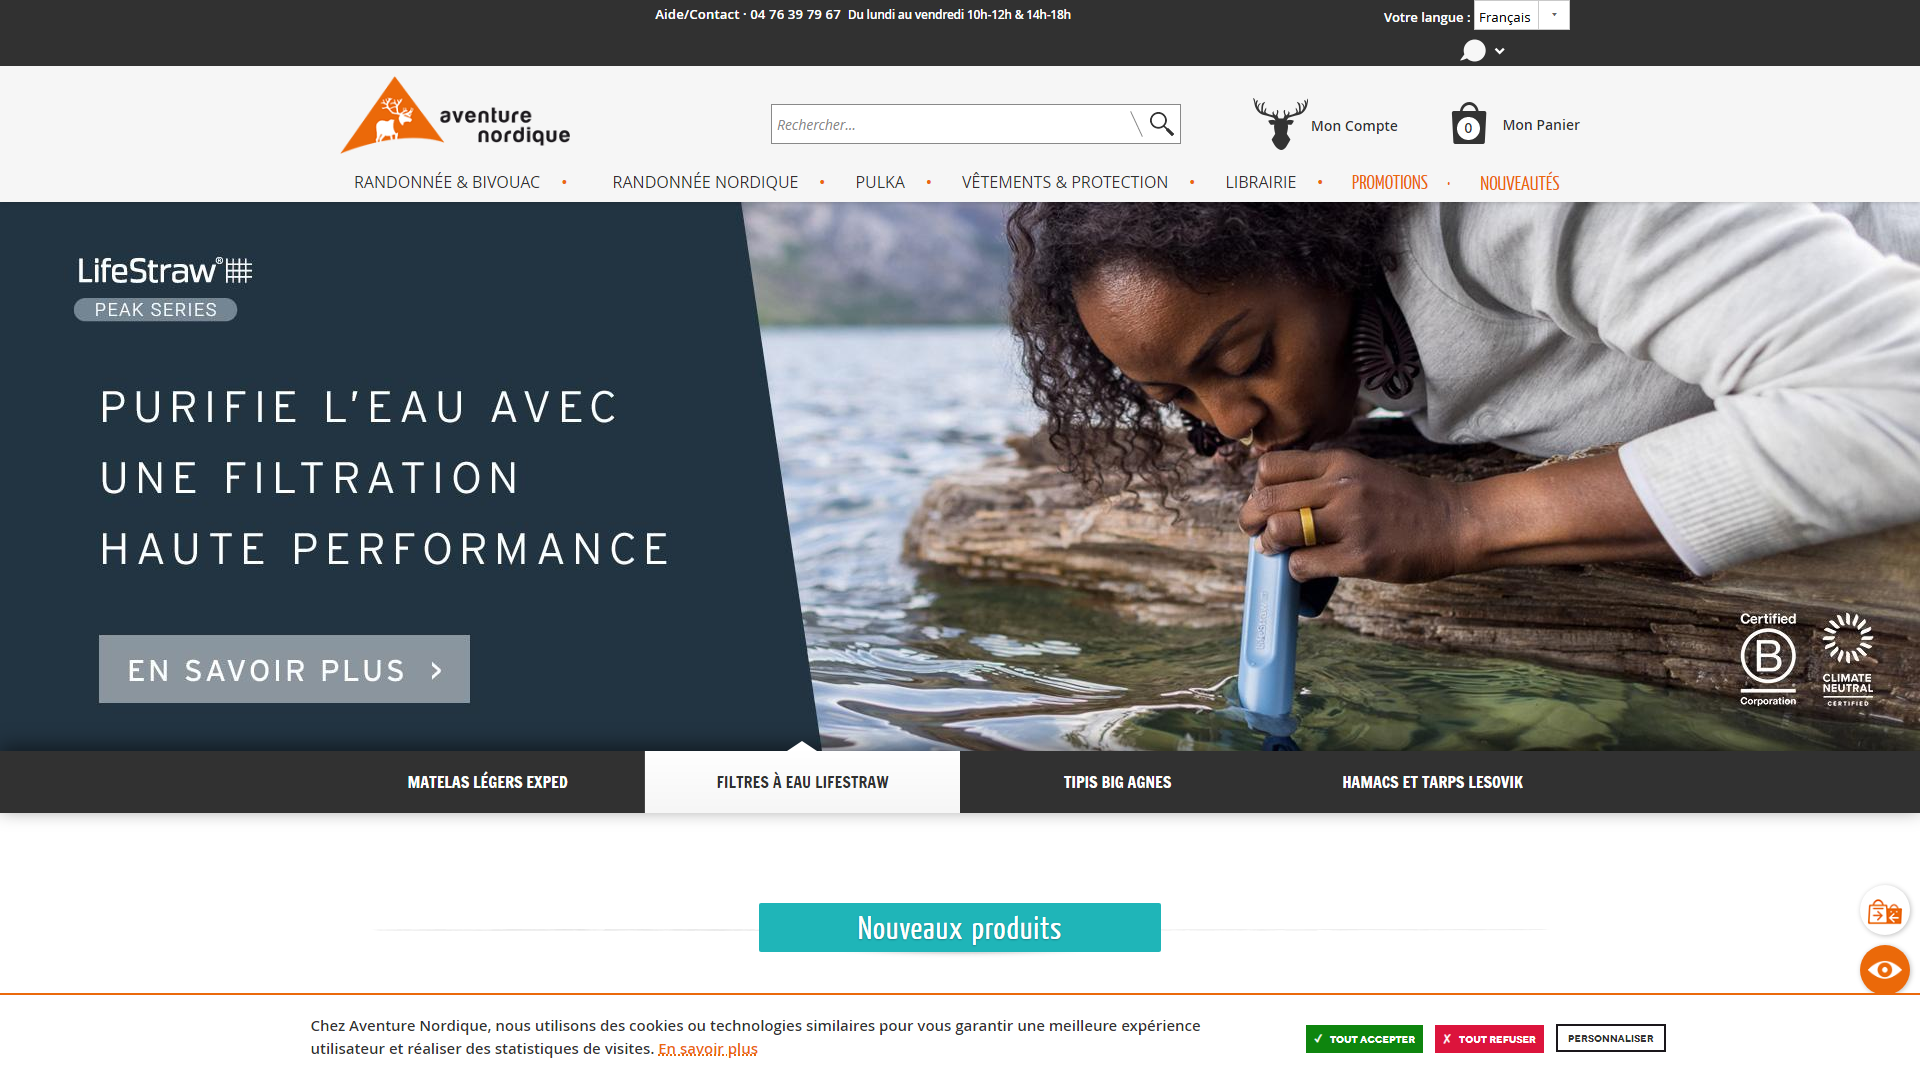 Aide/Contact · 04 76 39 79 67 Du lundi au vendredi 10h-12h & 14h-18h
Votre langue : Français
aventure
nordique
Rechercher...
Mon Compte
0
Mon Panier
RANDONNÉE & BIVOUAC • RANDONNÉE NORDIQUE • PULKA • VÊTEMENTS & PROTECTION • LIBRAIRIE • PROMOTIONS • NOUVEAUTÉS
LifeStraw®
PEAK SERIES
PURIFIE L'EAU AVEC
UNE FILTRATION
HAUTE PERFORMANCE
EN SAVOIR PLUS >
LifeStraw
Certified
B
Corporation
CLIMATE
NEUTRAL
CERTIFIED
MATELAS LÉGERS EXPED
FILTRES À EAU LIFESTRAW
TIPIS BIG AGNES
HAMACS ET TARPS LESOVIK
Nouveaux produits
Chez Aventure Nordique, nous utilisons des cookies ou technologies similaires pour vous garantir une meilleure expérience
utilisateur et réaliser des statistiques de visites. En savoir plus
✓ TOUT ACCEPTER
✗ TOUT REFUSER
PERSONNALISER